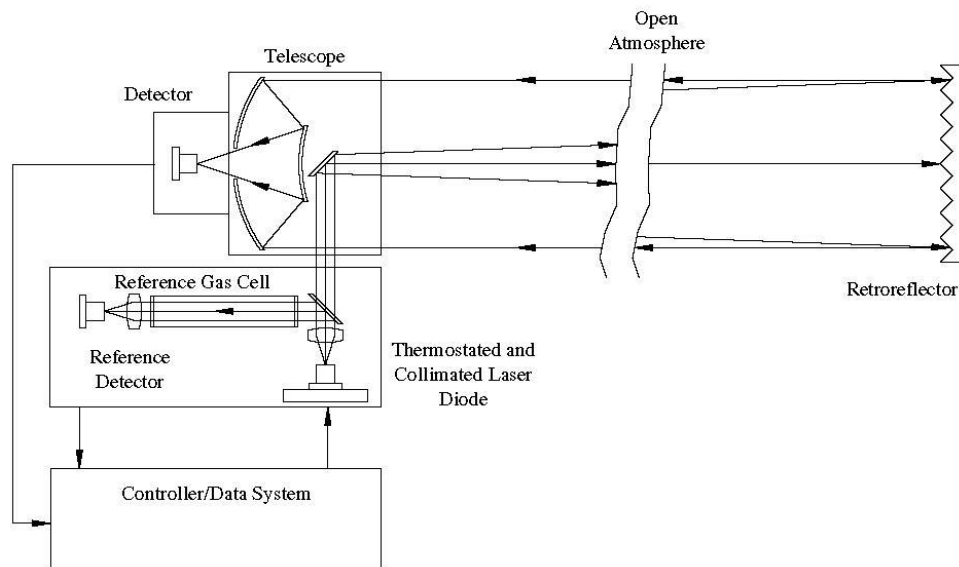 Open
Atmosphere
Telescope
Detector
Retroreflector
Reference Gas Cell
Reference
Detector
Thermostated and
Collimated Laser
Diode
Controller/Data System